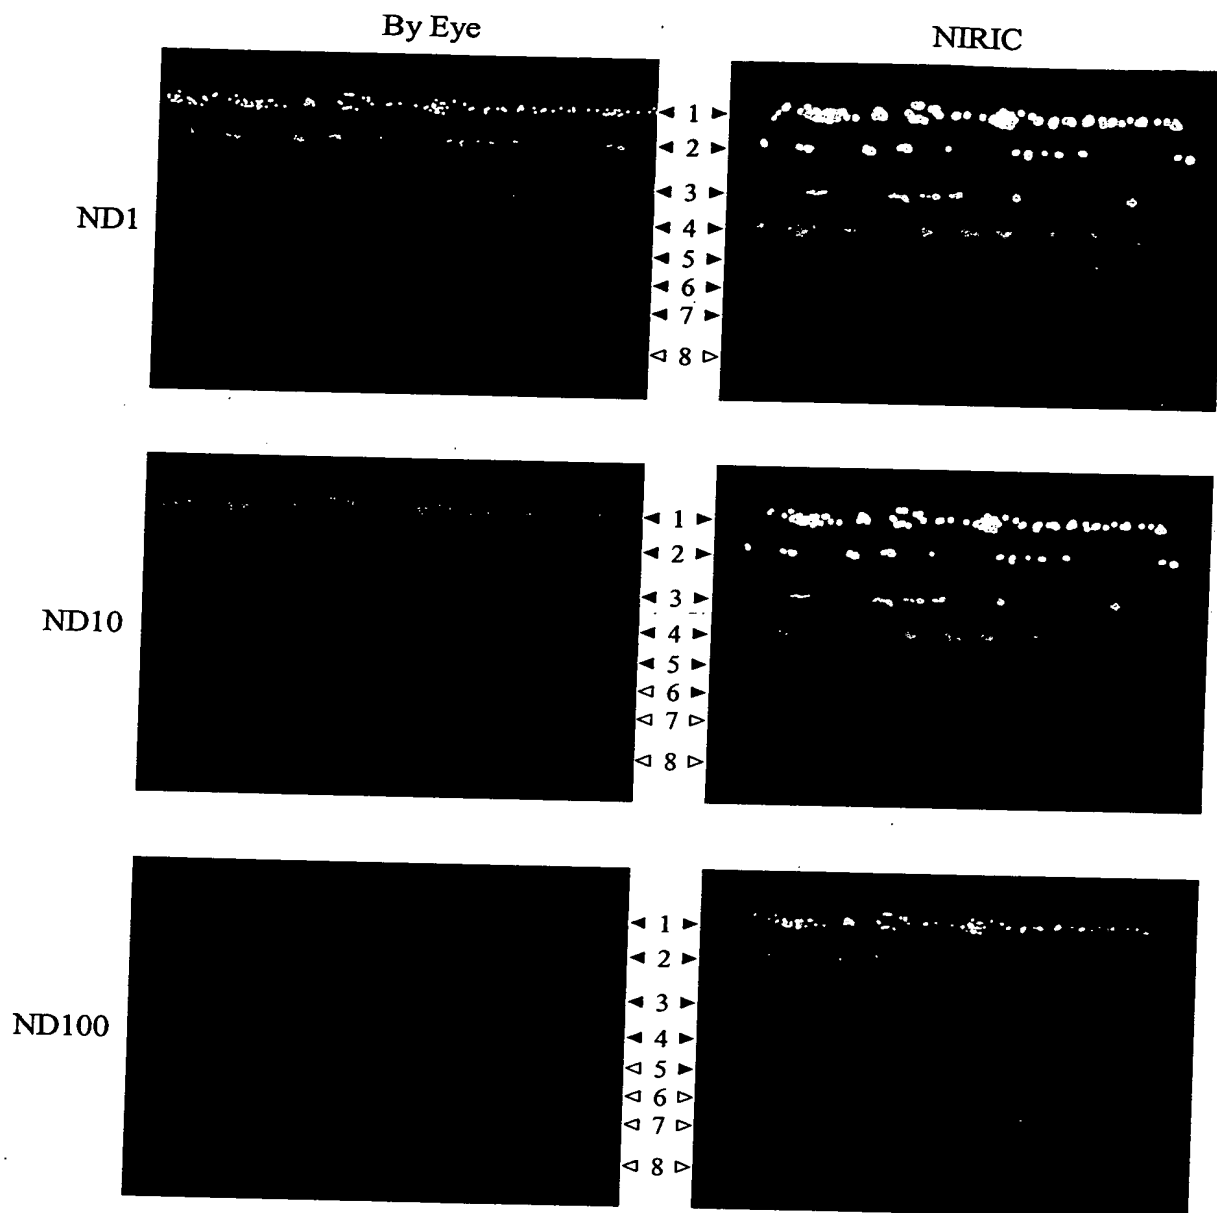 By Eye
NIRIC
ND1
◄ 1 ►
◄ 2 ►
◄ 3 ►
◄ 4 ►
◄ 5 ►
◄ 6 ►
◄ 7 ►
◅ 8 ▻
ND10
◄ 1 ►
◄ 2 ►
◄ 3 ►
◄ 4 ►
◄ 5 ►
◅ 6 ►
◅ 7 ▻
◅ 8 ▻
ND100
◄ 1 ►
◄ 2 ►
◄ 3 ►
◄ 4 ►
◅ 5 ►
◅ 6 ▻
◅ 7 ▻
◅ 8 ▻